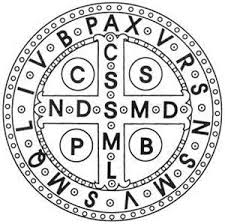 PAX
V R S N S M V S M Q L I V B
C S
P B
C S S M L
N D S M D